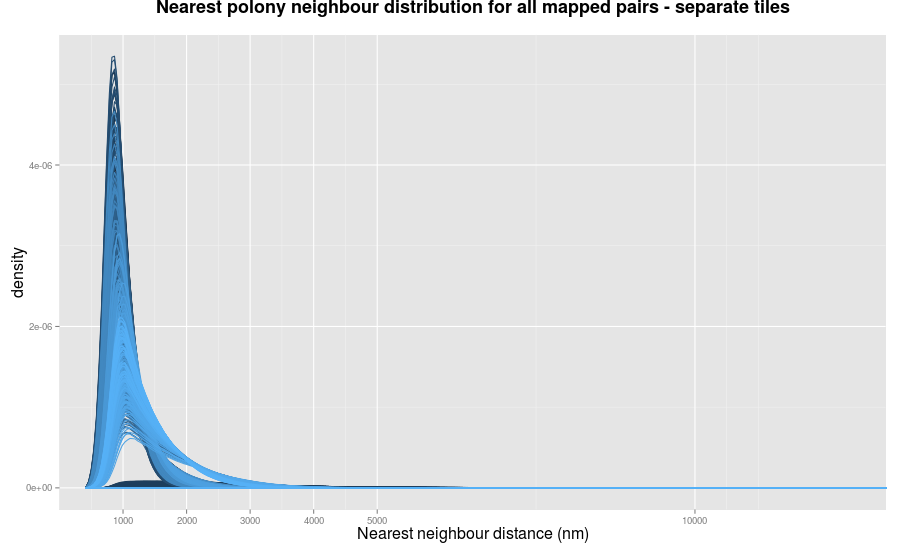 Nearest polony neighbour distribution for all mapped pairs - separate tiles
density
4e-06
2e-06
0e+00
1000 2000 3000 4000 5000 10000
Nearest neighbour distance (nm)